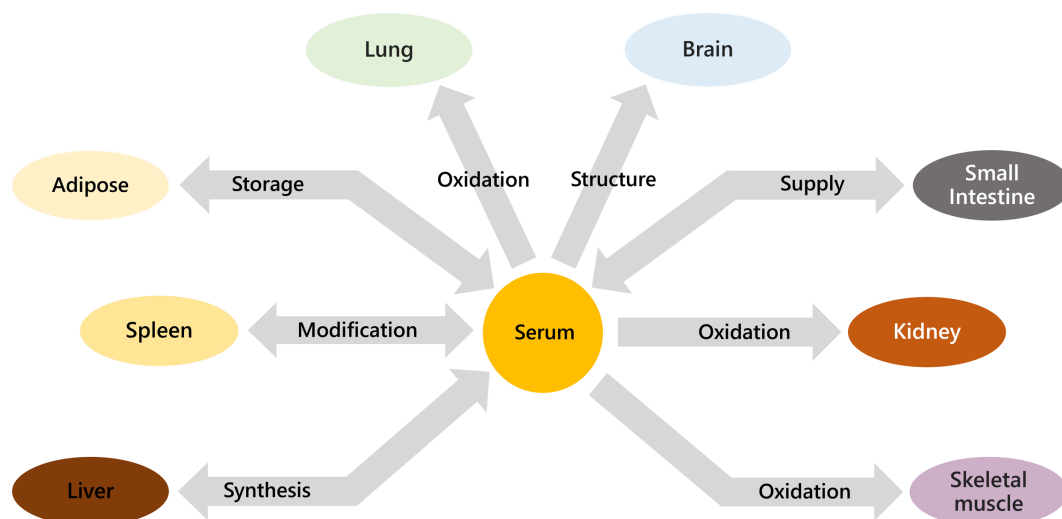 Lung
Brain
Adipose
Storage
Oxidation
Structure
Supply
Small
Intestine
Spleen
Modification
Serum
Oxidation
Kidney
Liver
Synthesis
Oxidation
Skeletal
muscle